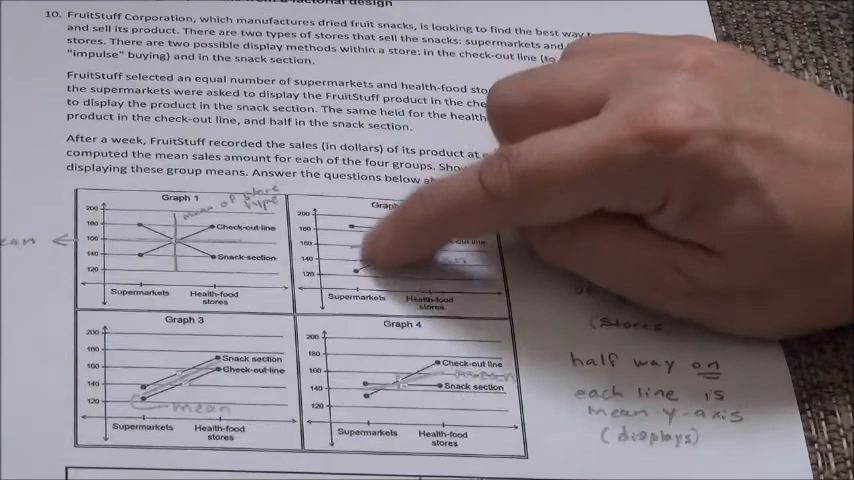 from a factorial design
10. FruitStuff Corporation, which manufactures dried fruit snacks, is looking to find the best way
and sell its product. There are two types of stores that sell the snacks: supermarkets and
stores. There are two possible display methods within a store: in the check-out line (to
"impulse" buying) and in the snack section.
FruitStuff selected an equal number of supermarkets and health-food
the supermarkets were asked to display the FruitStuff product in the
to display the product in the snack section. The same held for the health
product in the check-out line, and half in the snack section.
After a week, FruitStuff recorded the sales (in dollars) of its product at
computed the mean sales amount for each of the four groups.
displaying these group means. Answer the questions below
Graph 1
mean of store
type
200
180
160
140
120
Check-out line
Snack section
Supermarkets
Health-food
stores
200
180
160
140
120
Supermarkets
Health-food
stores
Graph 3
200
180
160
140
120
Snack section
Check-out line
mean
Supermarkets
Health-food
stores
Graph 4
200
180
160
140
120
Check-out line
Snack section
Supermarkets
Health-food
stores
(stores
half way on
each line is
mean y-axis
(displays)